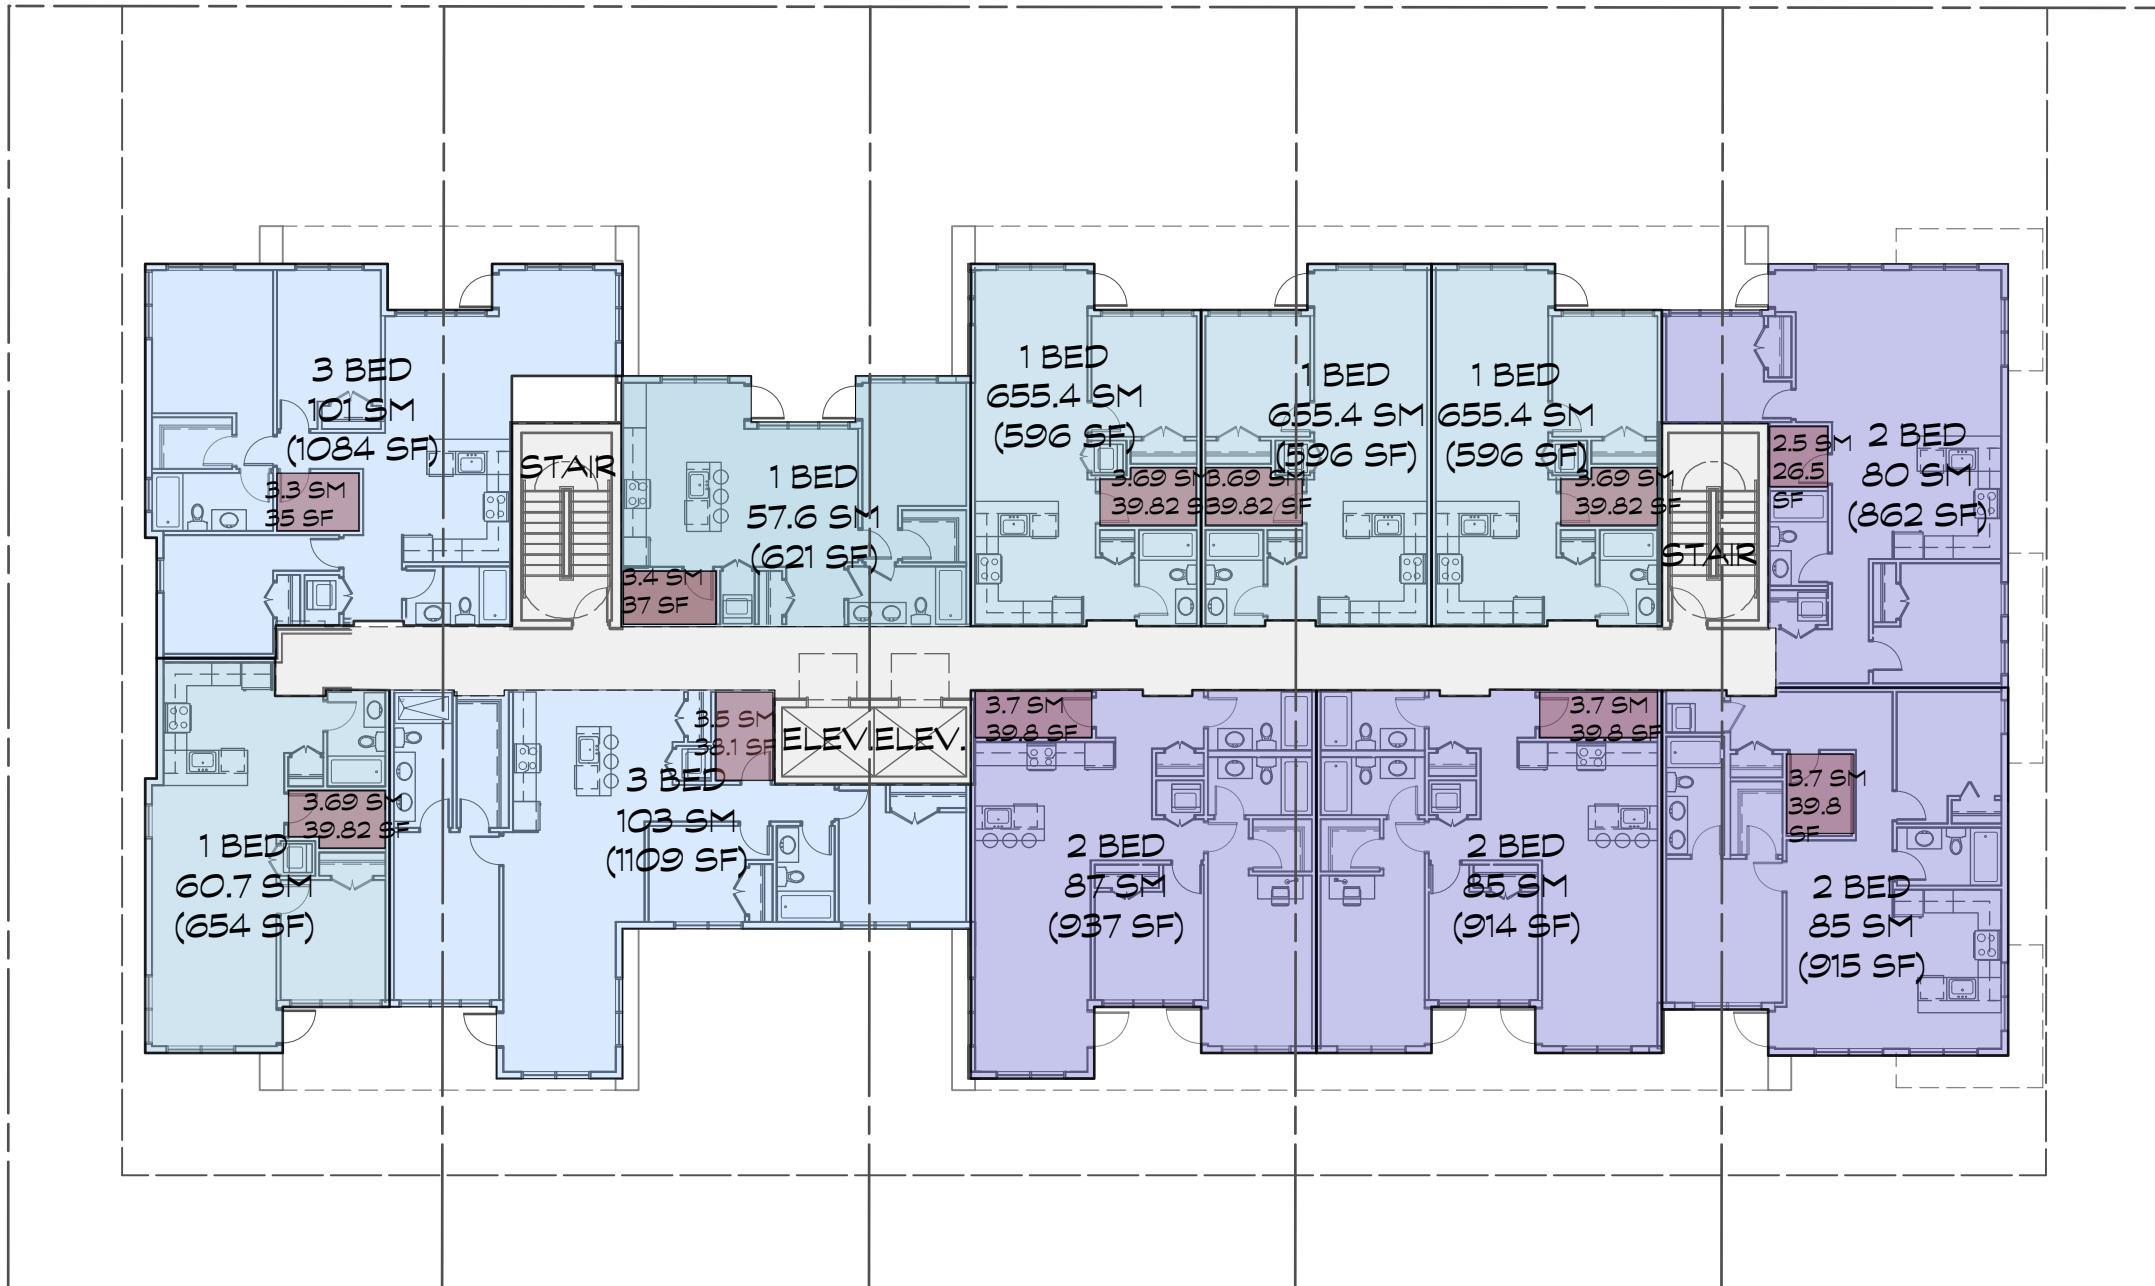 3 BED
101 SM
(1084 SF)
3.3 SM
35 SF
STAIR
1 BED
57.6 SM
(621 SF)
3.4 SM
37 SF
1 BED
655.4 SM
(596 SF)
3.69 SM
39.82 SF
1 BED
655.4 SM
(596 SF)
3.69 SM
39.82 SF
1 BED
655.4 SM
(596 SF)
3.69 SM
39.82 SF
STAIR
2.5 SM
26.5
SF
2 BED
80 SM
(862 SF)
1 BED
60.7 SM
(654 SF)
3.69 SM
39.82 SF
3 BED
103 SM
(1109 SF)
3.5 SM
38.1 SF
ELEV.
ELEV.
3.7 SM
39.8 SF
2 BED
87 SM
(937 SF)
3.7 SM
39.8 SF
2 BED
85 SM
(914 SF)
3.7 SM
39.8
SF
2 BED
85 SM
(915 SF)